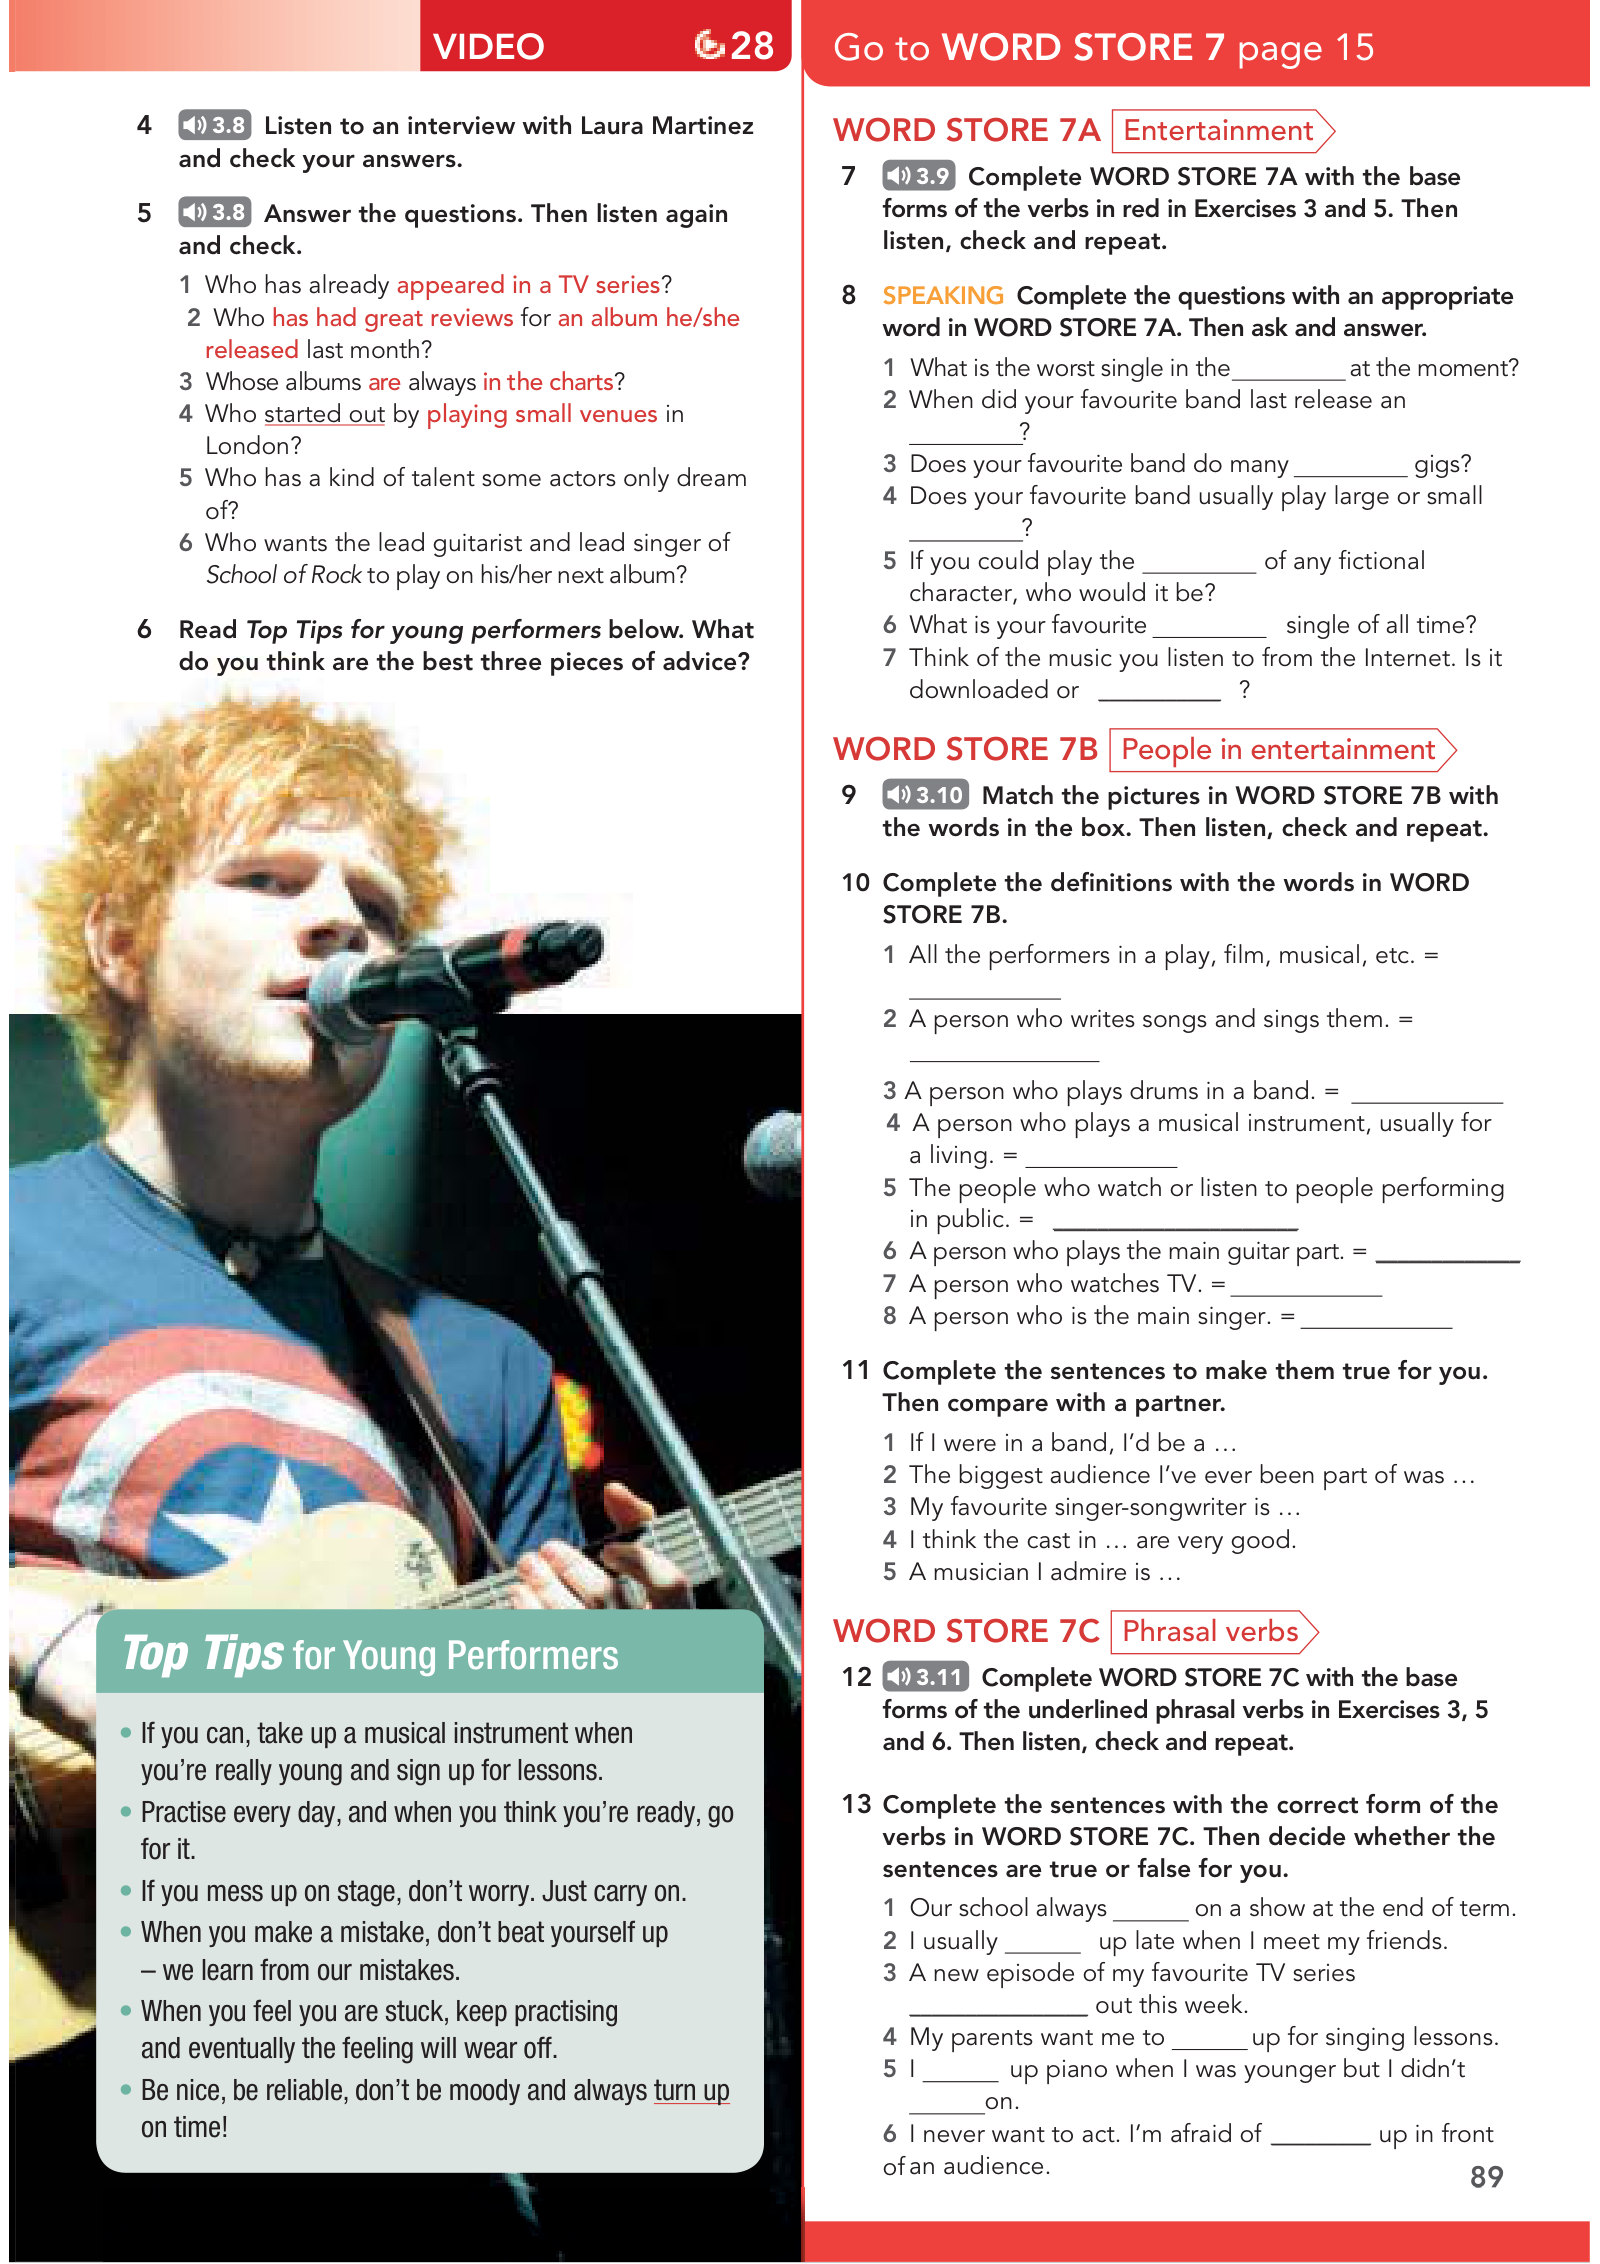 VIDEO 28
4 3.8 Listen to an interview with Laura Martinez
and check your answers.
5 3.8 Answer the questions. Then listen again
and check.
1 Who has already appeared in a TV series?
2 Who has had great reviews for an album he/she
released last month?
3 Whose albums are always in the charts?
4 Who started out by playing small venues in
London?
5 Who has a kind of talent some actors only dream
of?
6 Who wants the lead guitarist and lead singer of
School of Rock to play on his/her next album?
6 Read Top Tips for young performers below. What
do you think are the best three pieces of advice?
Top Tips for Young Performers
• If you can, take up a musical instrument when
you're really young and sign up for lessons.
• Practise every day, and when you think you're ready, go
for it.
• If you mess up on stage, don't worry. Just carry on.
• When you make a mistake, don't beat yourself up
– we learn from our mistakes.
• When you feel you are stuck, keep practising
and eventually the feeling will wear off.
• Be nice, be reliable, don't be moody and always turn up
on time!
Go to WORD STORE 7 page 15
WORD STORE 7A Entertainment
7 3.9 Complete WORD STORE 7A with the base
forms of the verbs in red in Exercises 3 and 5. Then
listen, check and repeat.
8 SPEAKING Complete the questions with an appropriate
word in WORD STORE 7A. Then ask and answer.
1 What is the worst single in the _________ at the moment?
2 When did your favourite band last release an
_________?
3 Does your favourite band do many _________ gigs?
4 Does your favourite band usually play large or small
_________?
5 If you could play the _________ of any fictional
character, who would it be?
6 What is your favourite _________ single of all time?
7 Think of the music you listen to from the Internet. Is it
downloaded or _________ ?
WORD STORE 7B People in entertainment
9 3.10 Match the pictures in WORD STORE 7B with
the words in the box. Then listen, check and repeat.
10 Complete the definitions with the words in WORD
STORE 7B.
1 All the performers in a play, film, musical, etc. =
____________
2 A person who writes songs and sings them. =
_______________
3 A person who plays drums in a band. = ____________
4 A person who plays a musical instrument, usually for
a living. = ____________
5 The people who watch or listen to people performing
in public. = ___________________
6 A person who plays the main guitar part. = ___________
7 A person who watches TV. = ____________
8 A person who is the main singer. = ____________
11 Complete the sentences to make them true for you.
Then compare with a partner.
1 If I were in a band, I'd be a …
2 The biggest audience I've ever been part of was …
3 My favourite singer-songwriter is …
4 I think the cast in … are very good.
5 A musician I admire is …
WORD STORE 7C Phrasal verbs
12 3.11 Complete WORD STORE 7C with the base
forms of the underlined phrasal verbs in Exercises 3, 5
and 6. Then listen, check and repeat.
13 Complete the sentences with the correct form of the
verbs in WORD STORE 7C. Then decide whether the
sentences are true or false for you.
1 Our school always ______ on a show at the end of term.
2 I usually ______ up late when I meet my friends.
3 A new episode of my favourite TV series
______________ out this week.
4 My parents want me to ______ up for singing lessons.
5 I ______ up piano when I was younger but I didn't
______on.
6 I never want to act. I'm afraid of ________ up in front
of an audience.
89